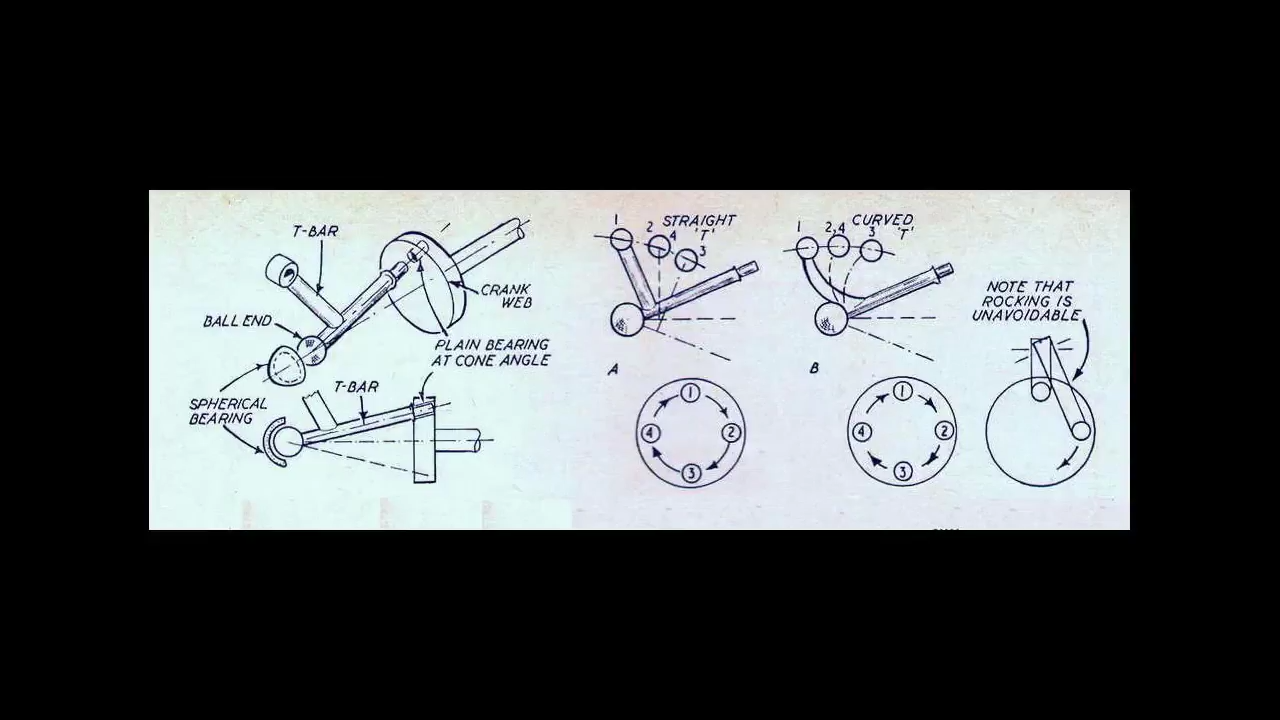 T-BAR
CRANK
WEB
BALL END
PLAIN BEARING
AT CONE ANGLE
T-BAR
SPHERICAL
BEARING
1
2
STRAIGHT
4
'T'
3
A
1
2
3
4
1
2,4
CURVED
3
'T'
B
1
2
3
4
NOTE THAT
ROCKING IS
UNAVOIDABLE